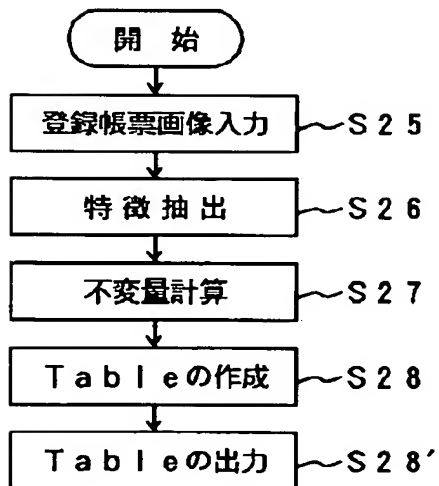 開 始
登録帳票画像入力 S25
特徴抽出 S26
不変量計算 S27
Tableの作成 S28
Tableの出力 S28′